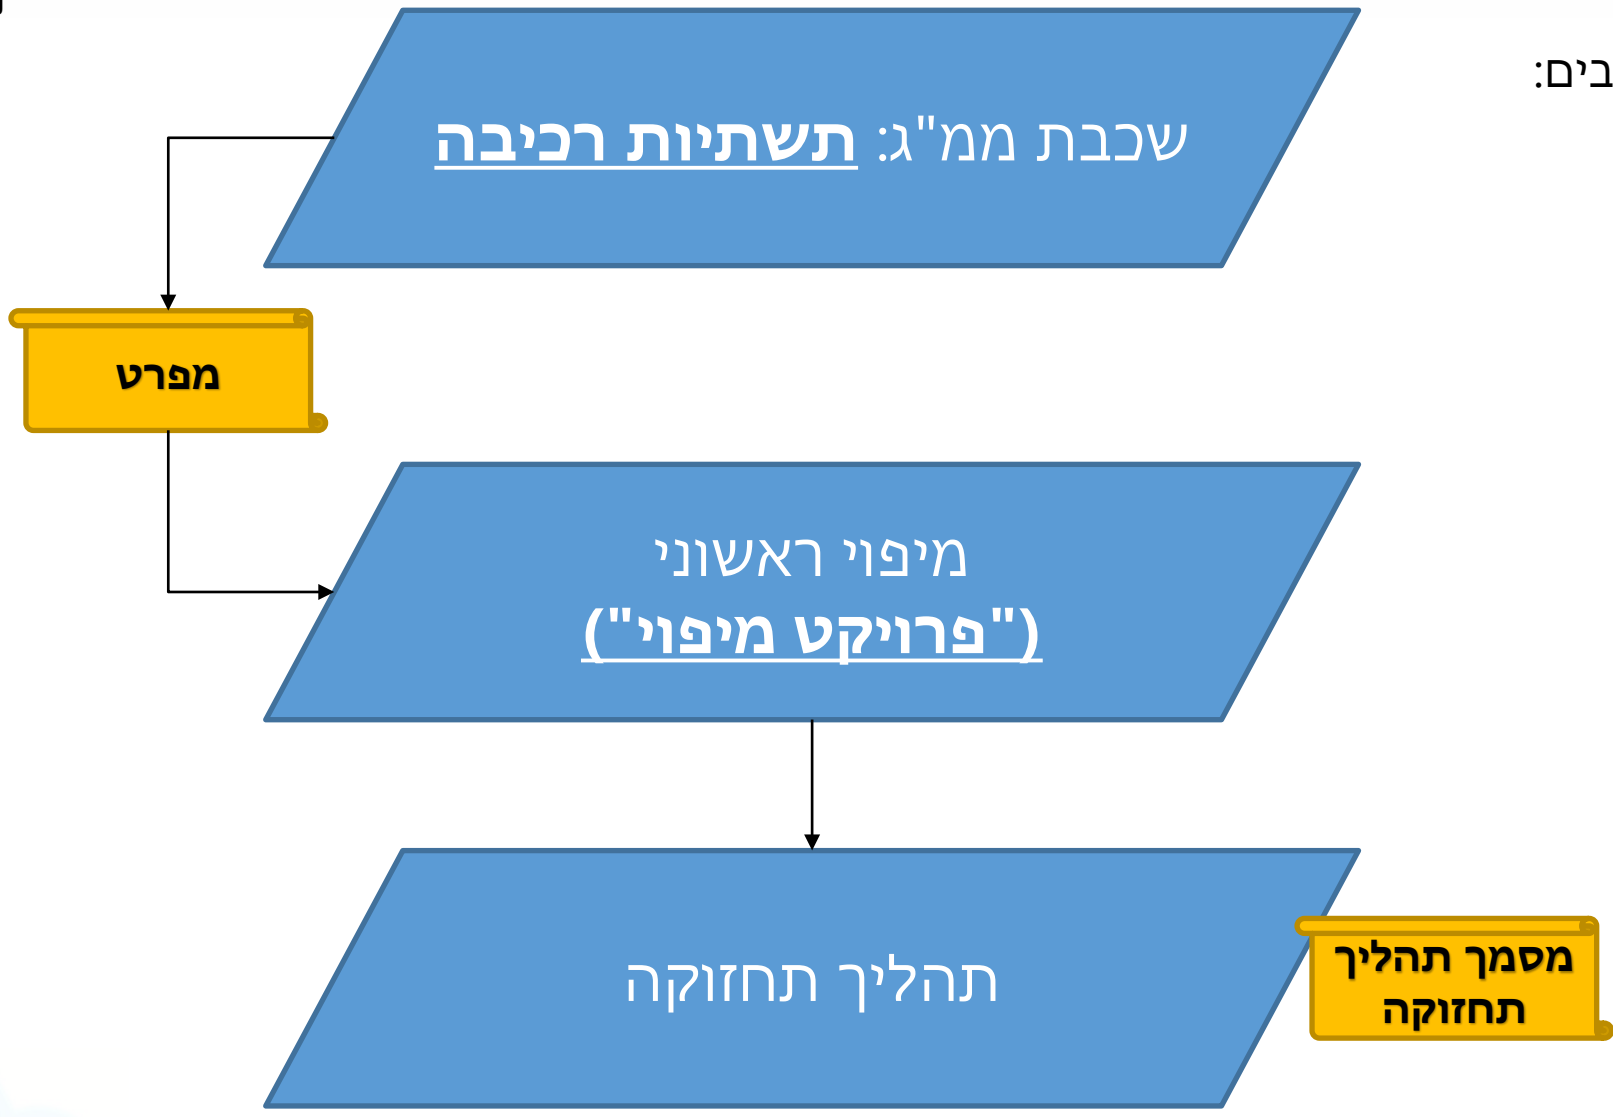 בים:
שכבת ממ"ג: תשתיות רכיבה
מפרט
מיפוי ראשוני
("פרויקט מיפוי")
תהליך תחזוקה
מסמך תהליך
תחזוקה